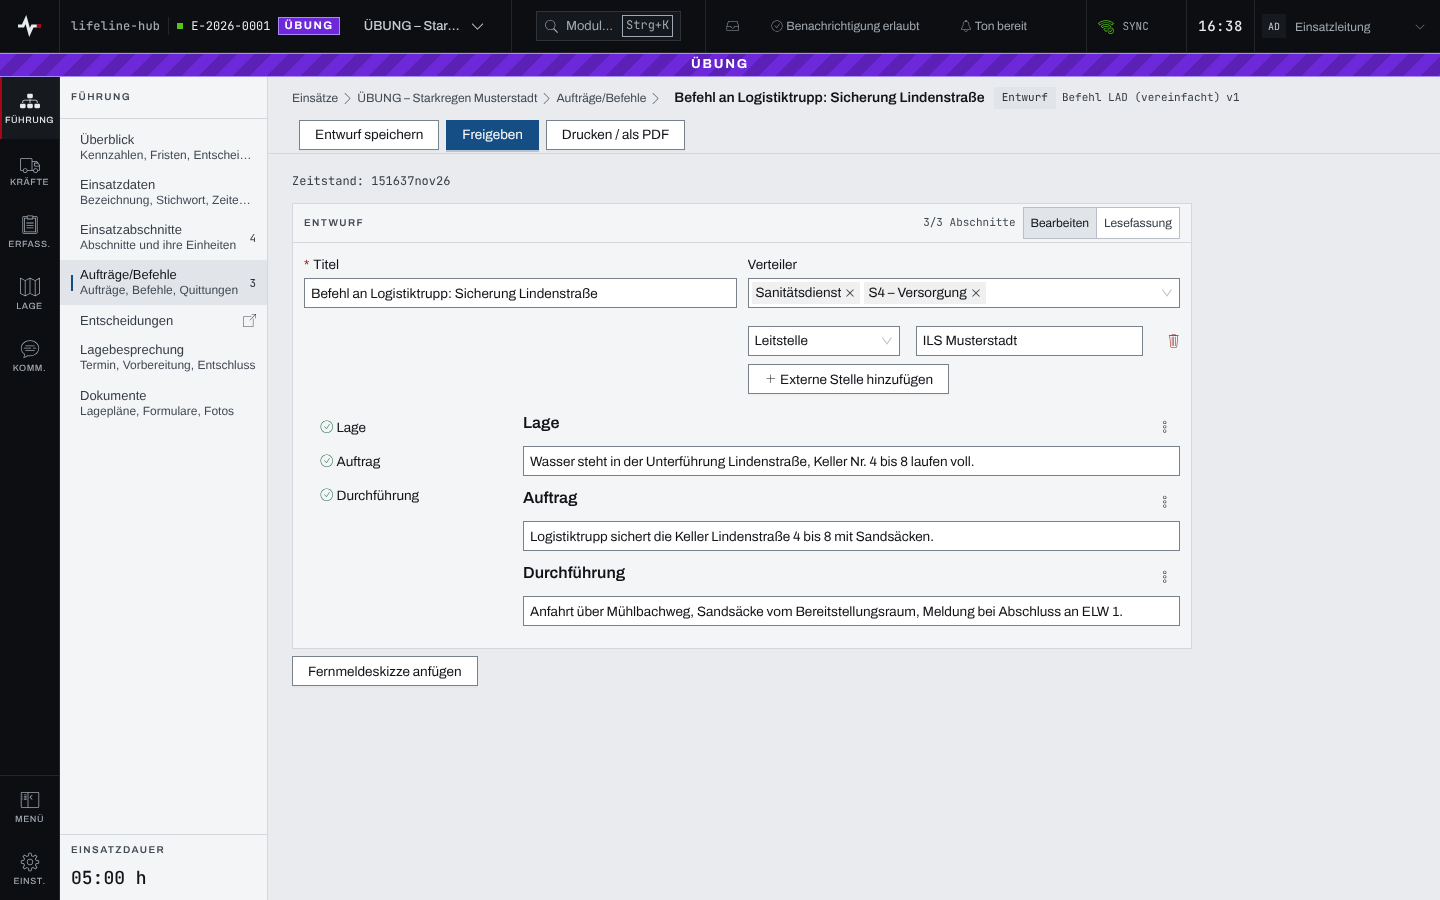 lifeline-hub
E-2026-0001
ÜBUNG
ÜBUNG – Star...
Modul...
Strg+K
Benachrichtigung erlaubt
Ton bereit
SYNC
16:38
AD
Einsatzleitung
ÜBUNG
FÜHRUNG
KRÄFTE
ERFASS.
LAGE
KOMM.
MENÜ
EINST.
FÜHRUNG
Überblick
Kennzahlen, Fristen, Entschei...
Einsatzdaten
Bezeichnung, Stichwort, Zeite...
Einsatzabschnitte
Abschnitte und ihre Einheiten
4
Aufträge/Befehle
Aufträge, Befehle, Quittungen
3
Entscheidungen
Lagebesprechung
Termin, Vorbereitung, Entschluss
Dokumente
Lagepläne, Formulare, Fotos
EINSATZDAUER
05:00 h
Einsätze
ÜBUNG – Starkregen Musterstadt
Aufträge/Befehle
Befehl an Logistiktrupp: Sicherung Lindenstraße
Entwurf
Befehl LAD (vereinfacht) v1
Entwurf speichern
Freigeben
Drucken / als PDF
Zeitstand: 151637nov26
ENTWURF
3/3 Abschnitte
Bearbeiten
Lesefassung
* Titel
Befehl an Logistiktrupp: Sicherung Lindenstraße
Verteiler
Sanitätsdienst
S4 – Versorgung
Leitstelle
ILS Musterstadt
Externe Stelle hinzufügen
Lage
Auftrag
Durchführung
Lage
Wasser steht in der Unterführung Lindenstraße, Keller Nr. 4 bis 8 laufen voll.
Auftrag
Logistiktrupp sichert die Keller Lindenstraße 4 bis 8 mit Sandsäcken.
Durchführung
Anfahrt über Mühlbachweg, Sandsäcke vom Bereitstellungsraum, Meldung bei Abschluss an ELW 1.
Fernmeldeskizze anfügen